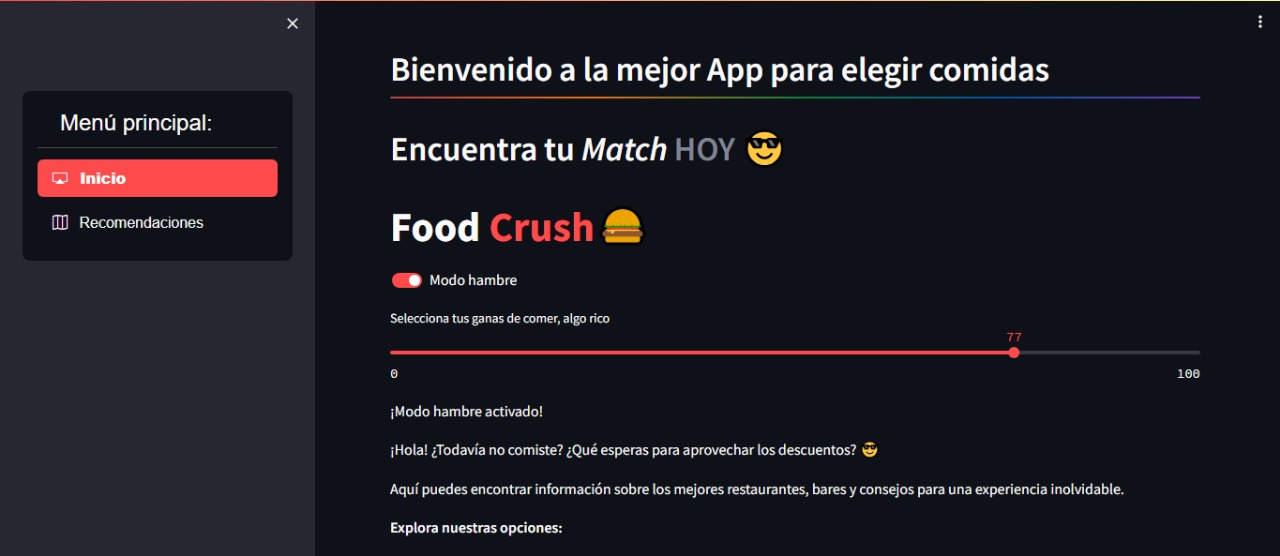 Menú principal:
Inicio
Recomendaciones
Bienvenido a la mejor App para elegir comidas
Encuentra tu Match HOY 😎
Food Crush 🍔
Modo hambre
Selecciona tus ganas de comer, algo rico
77
0 100
¡Modo hambre activado!
¡Hola! ¿Todavía no comiste? ¿Qué esperas para aprovechar los descuentos? 😎
Aquí puedes encontrar información sobre los mejores restaurantes, bares y consejos para una experiencia inolvidable.
Explora nuestras opciones: